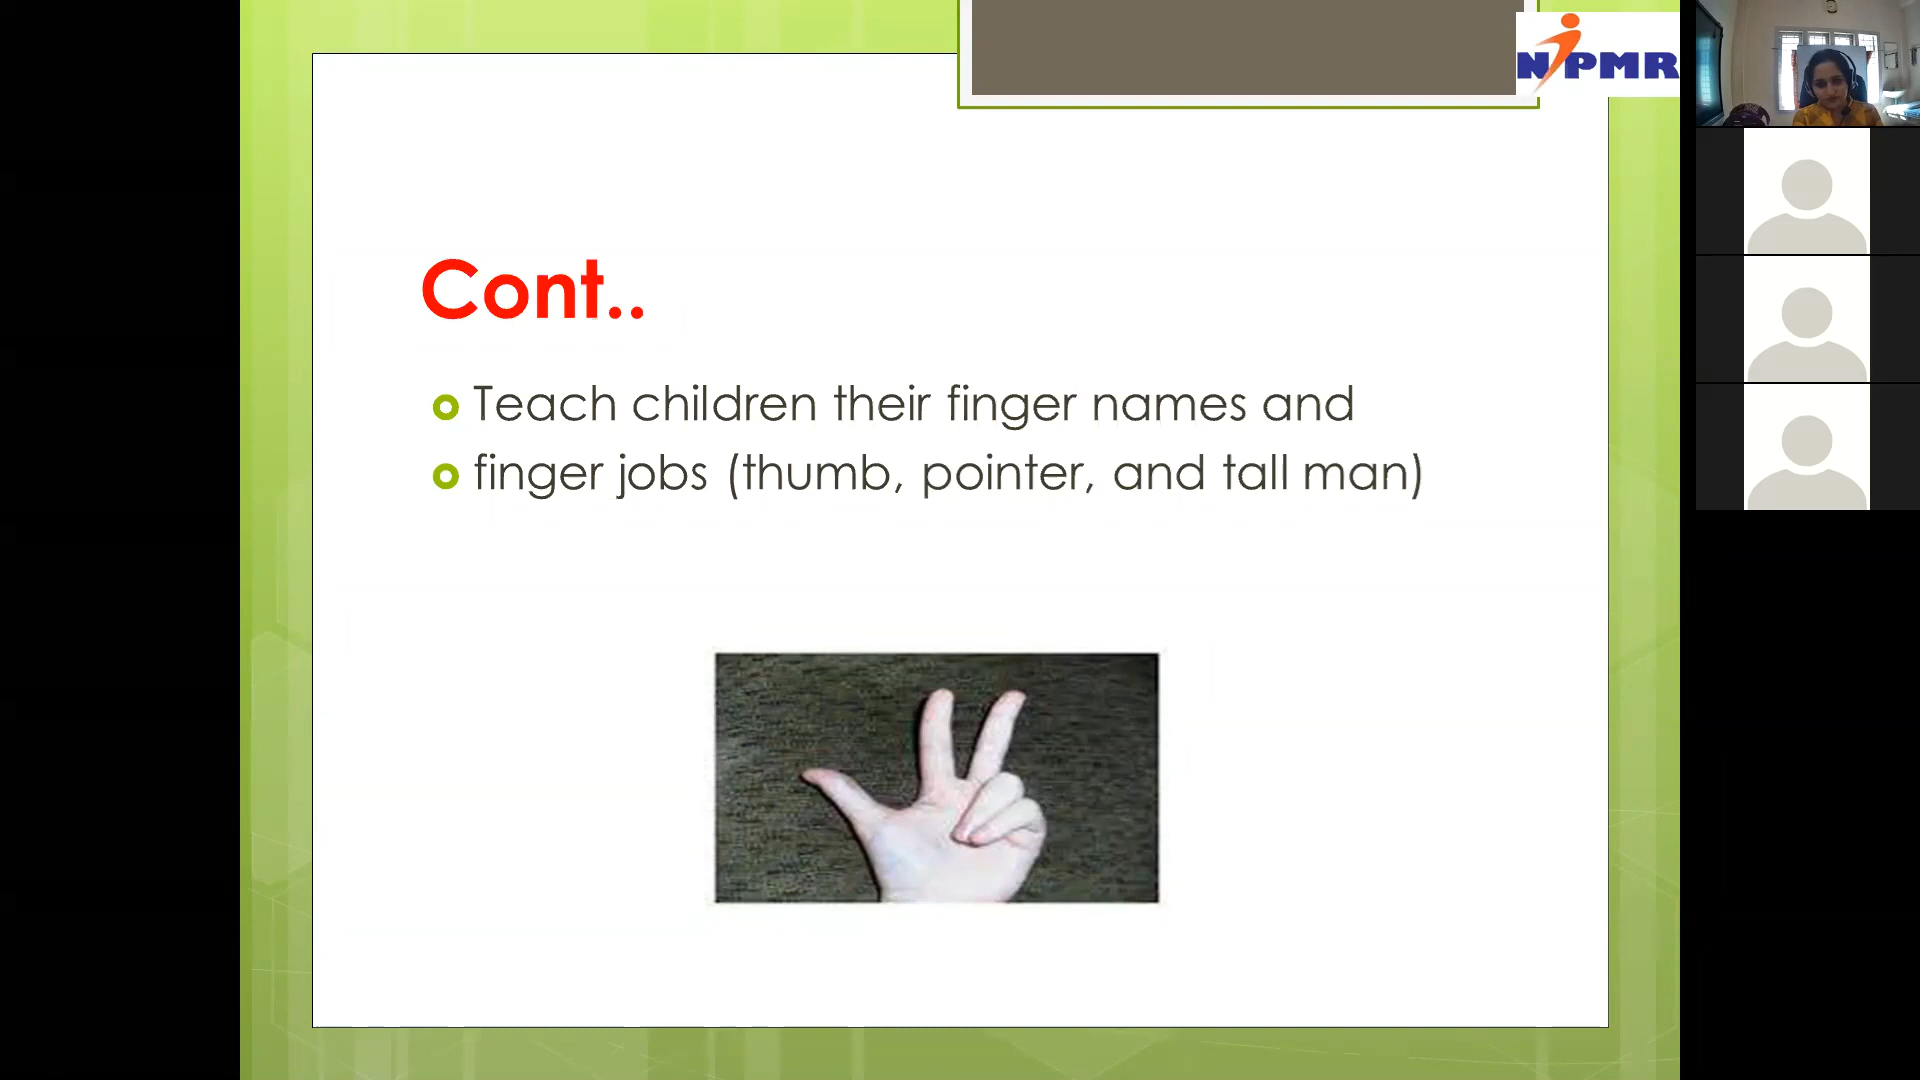 NIPMR
Cont..
Teach children their finger names and
finger jobs (thumb, pointer, and tall man)